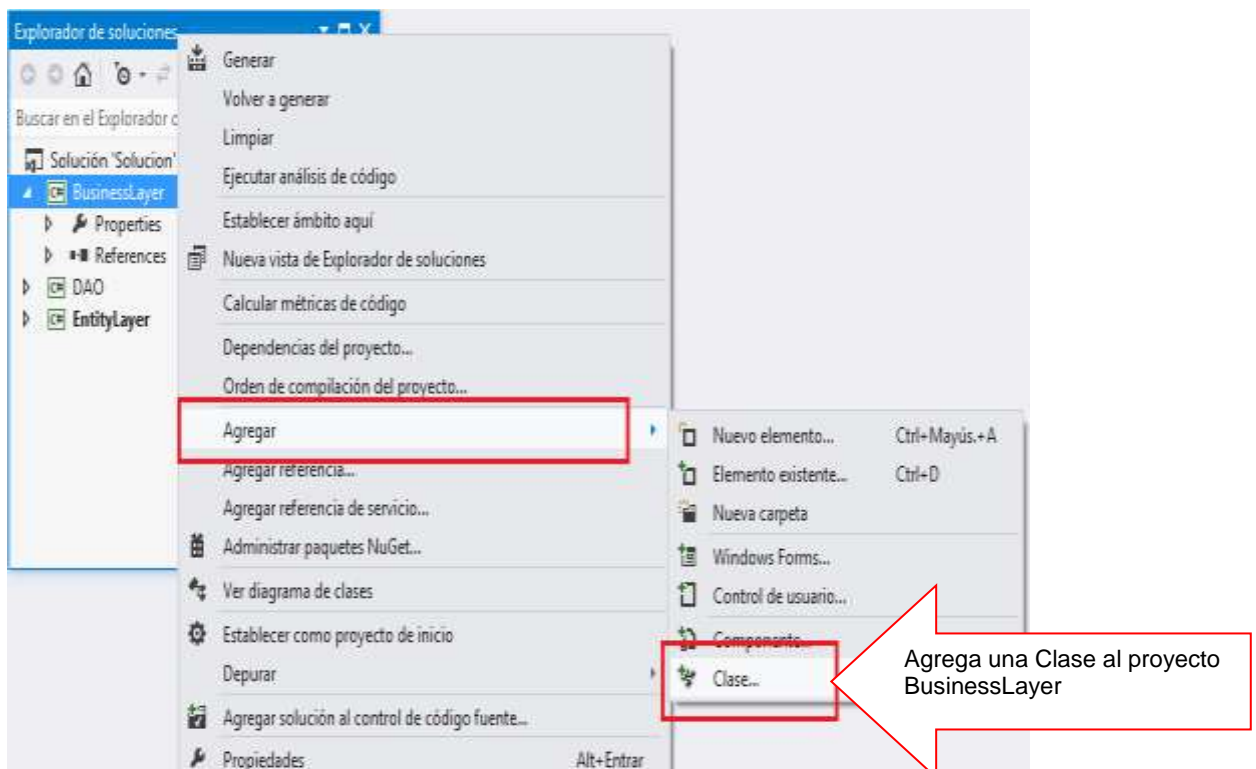 Explorador de soluciones
Buscar en el Explorador
Solución 'Solucion'
BusinessLayer
Properties
References
DAO
EntityLayer
Generar
Volver a generar
Limpiar
Ejecutar análisis de código
Establecer ámbito aquí
Nueva vista de Explorador de soluciones
Calcular métricas de código
Dependencias del proyecto...
Orden de compilación del proyecto...
Agregar
Agregar referencia...
Agregar referencia de servicio...
Administrar paquetes NuGet...
Ver diagrama de clases
Establecer como proyecto de inicio
Depurar
Agregar solución al control de código fuente...
Propiedades Alt+Entrar
Nuevo elemento... Ctrl+Mayús.+A
Elemento existente... Ctrl+D
Nueva carpeta
Windows Forms...
Control de usuario...
Componente...
Clase...
Agrega una Clase al proyecto
BusinessLayer